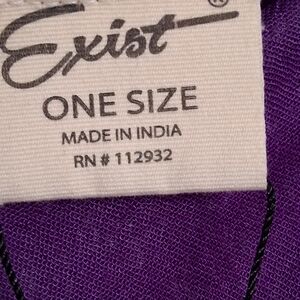 Exist®
ONE SIZE
MADE IN INDIA
RN # 112932